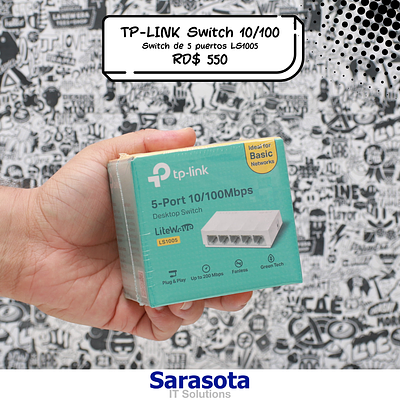 TP-LINK Switch 10/100
Switch de 5 puertos LS1005
RD$ 550
Ideal for
Basic
Networks
tp-link
5-Port 10/100Mbps
Desktop Switch
LiteWave
LS1005
Plug & Play
Up to 200 Mbps
Fanless
Green Tech
Sarasota
IT Solutions